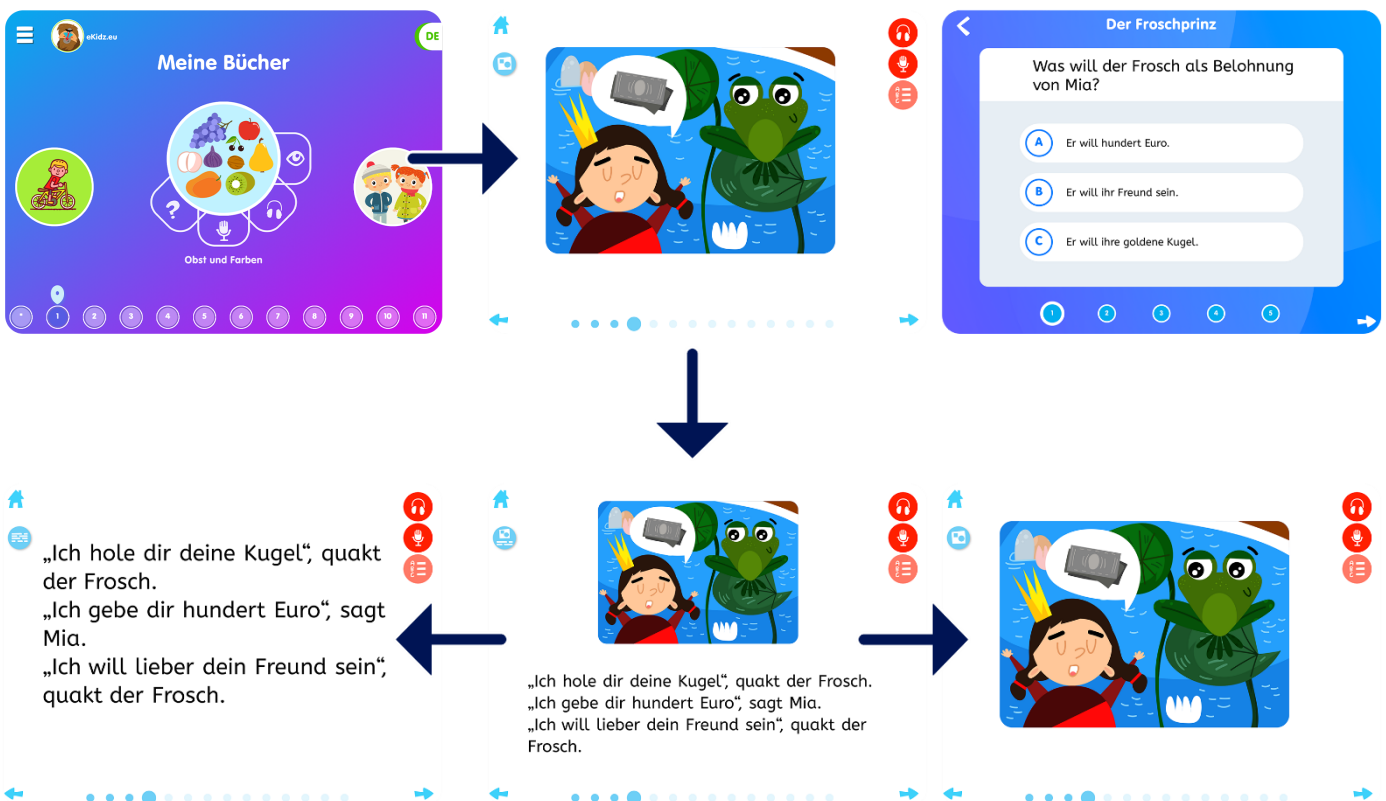 eKidz.eu
DE
Meine Bücher
Obst und Farben
*
1
2
3
4
5
6
7
8
9
10
11
Der Froschprinz
Was will der Frosch als Belohnung
von Mia?
A Er will hundert Euro.
B Er will ihr Freund sein.
C Er will ihre goldene Kugel.
1
2
3
4
5
„Ich hole dir deine Kugel“, quakt
der Frosch.
„Ich gebe dir hundert Euro“, sagt
Mia.
„Ich will lieber dein Freund sein“,
quakt der Frosch.
„Ich hole dir deine Kugel“, quakt der Frosch.
„Ich gebe dir hundert Euro“, sagt Mia.
„Ich will lieber dein Freund sein“, quakt der
Frosch.